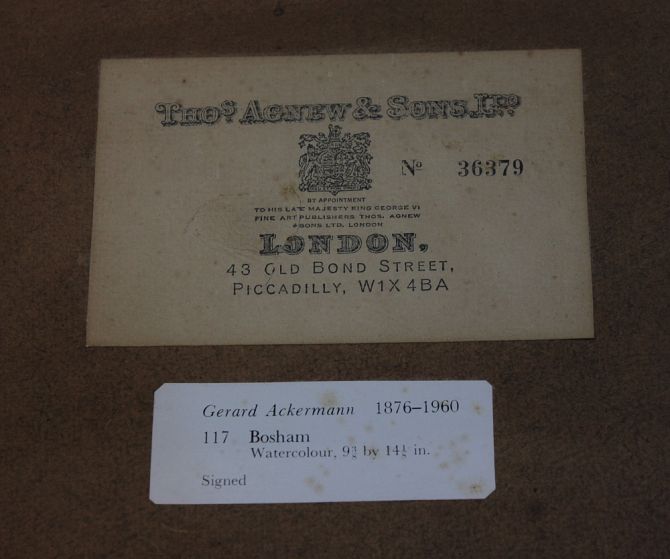 THOS. AGNEW & SONS, LTD.
No 36379
BY APPOINTMENT
TO HIS LATE MAJESTY KING GEORGE VI
FINE ART PUBLISHERS THOS. AGNEW
& SONS LTD. LONDON
LONDON,
43 OLD BOND STREET,
PICCADILLY, W1X 4BA
Gerard Ackermann 1876–1960
117 Bosham
Watercolour, 9¾ by 14½ in.
Signed